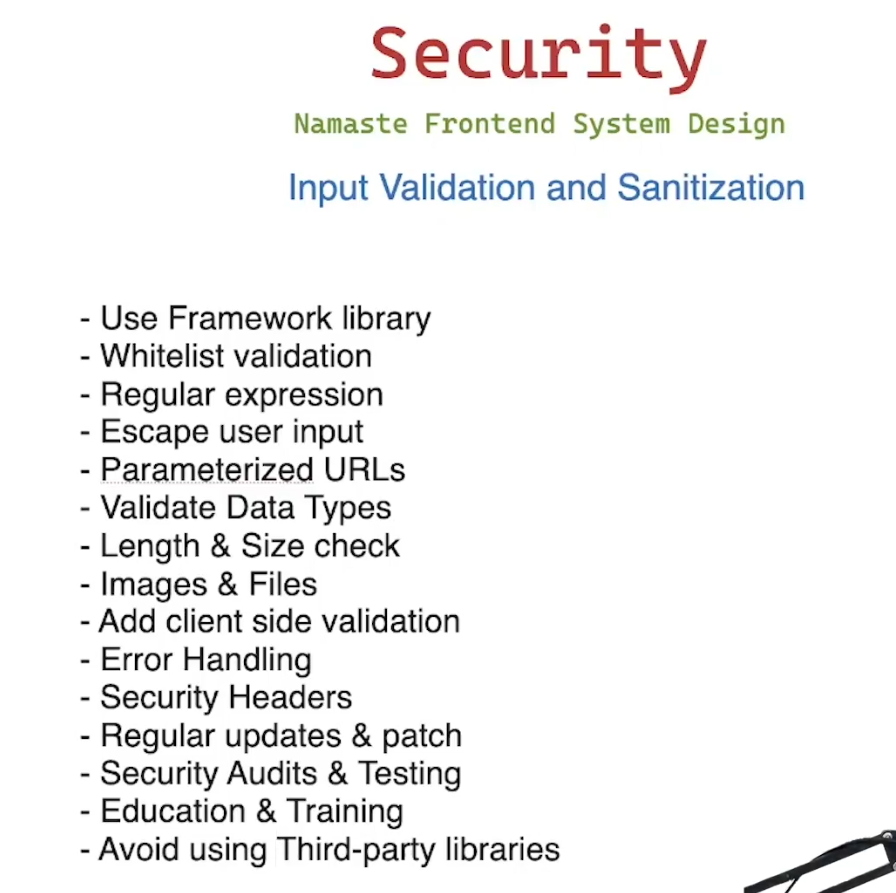 Security
Namaste Frontend System Design
Input Validation and Sanitization
- Use Framework library
- Whitelist validation
- Regular expression
- Escape user input
- Parameterized URLs
- Validate Data Types
- Length & Size check
- Images & Files
- Add client side validation
- Error Handling
- Security Headers
- Regular updates & patch
- Security Audits & Testing
- Education & Training
- Avoid using Third-party libraries